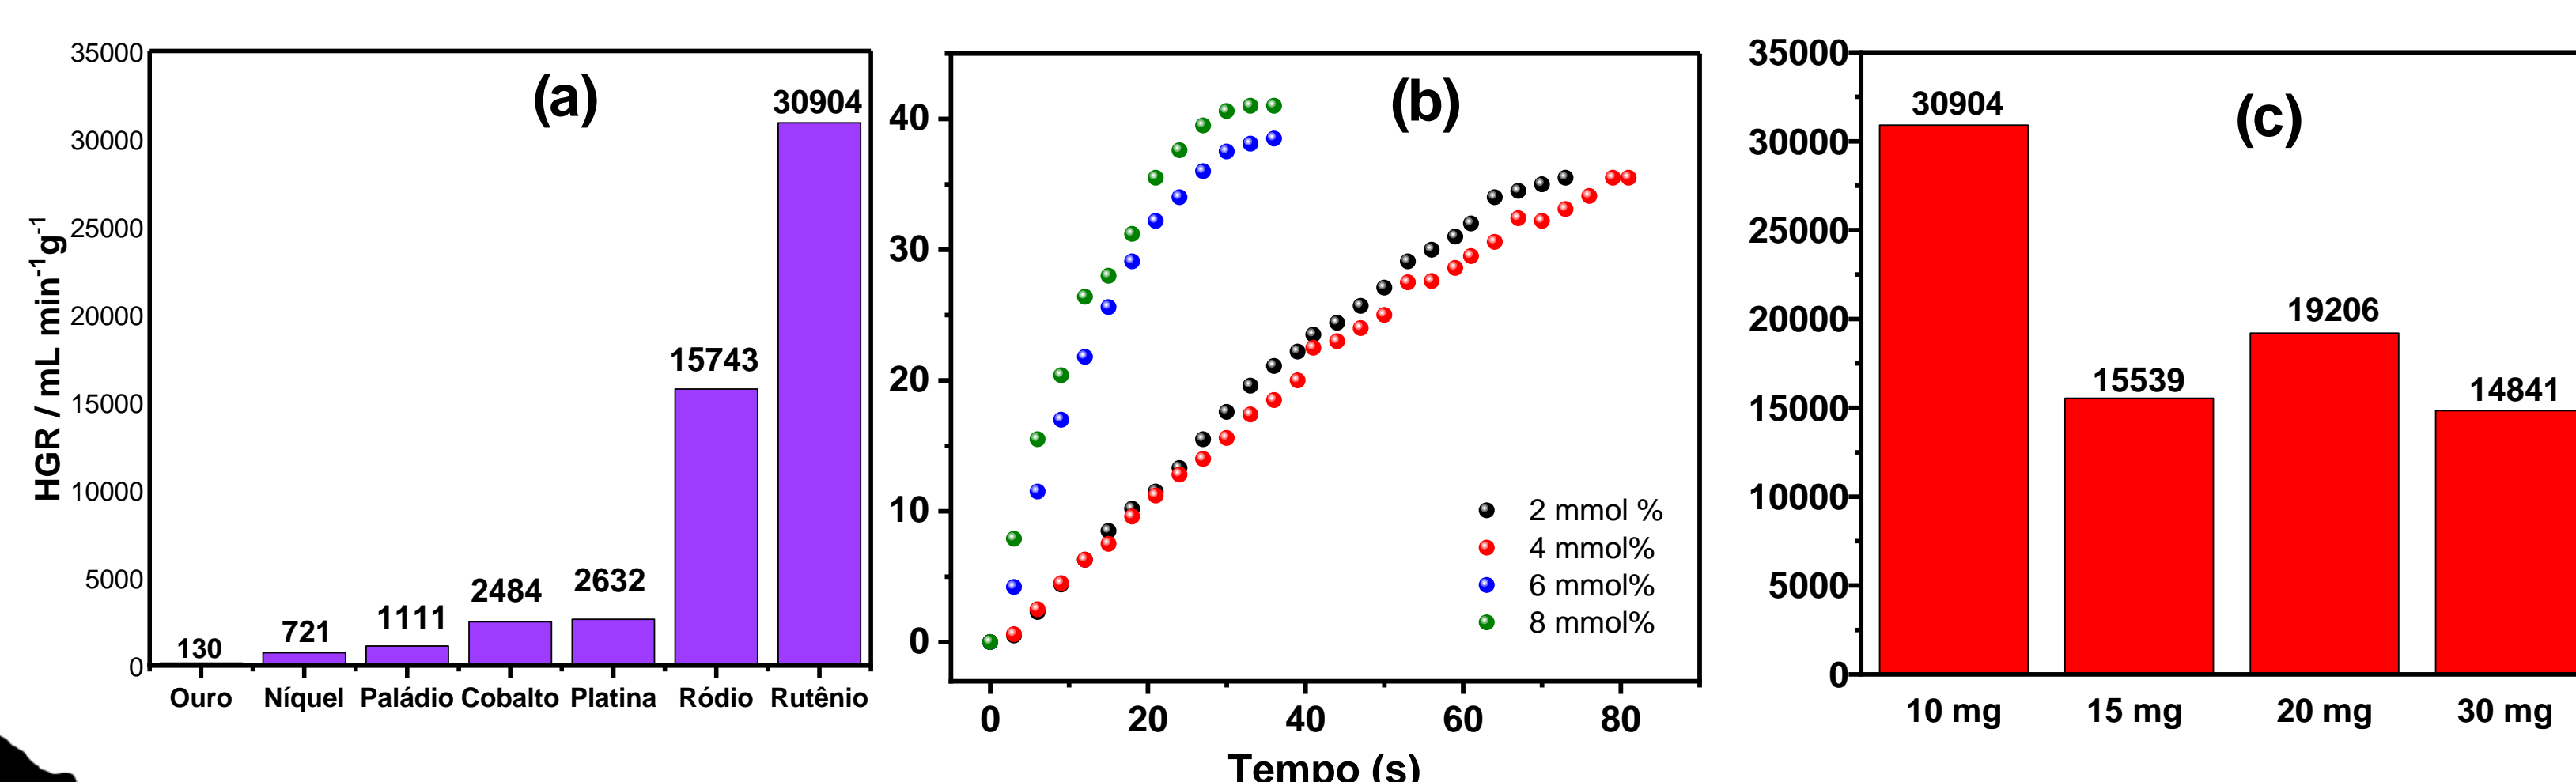 (a)
HGR / mL min⁻¹g⁻¹
35000
30000
25000
20000
15000
10000
5000
0
130
721
1111
2484
2632
15743
30904
Ouro Níquel Paládio Cobalto Platina Ródio Rutênio
(b)
40
30
20
10
0
2 mmol %
4 mmol%
6 mmol%
8 mmol%
0 20 40 60 80
Tempo (s)
(c)
35000
30000
25000
20000
15000
10000
5000
0
30904
15539
19206
14841
10 mg 15 mg 20 mg 30 mg